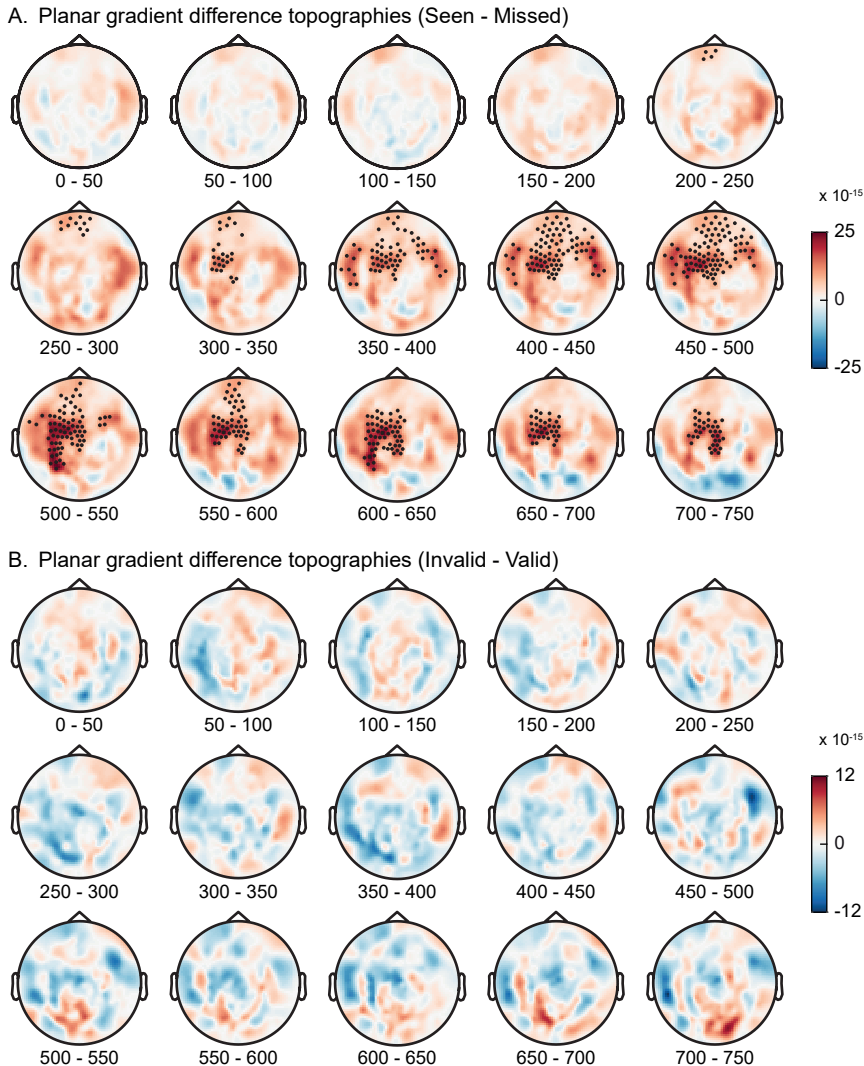 A. Planar gradient difference topographies (Seen - Missed)
0 - 50
50 - 100
100 - 150
150 - 200
200 - 250
x 10-15
25
0
-25
250 - 300
300 - 350
350 - 400
400 - 450
450 - 500
500 - 550
550 - 600
600 - 650
650 - 700
700 - 750
B. Planar gradient difference topographies (Invalid - Valid)
0 - 50
50 - 100
100 - 150
150 - 200
200 - 250
x 10-15
12
0
-12
250 - 300
300 - 350
350 - 400
400 - 450
450 - 500
500 - 550
550 - 600
600 - 650
650 - 700
700 - 750